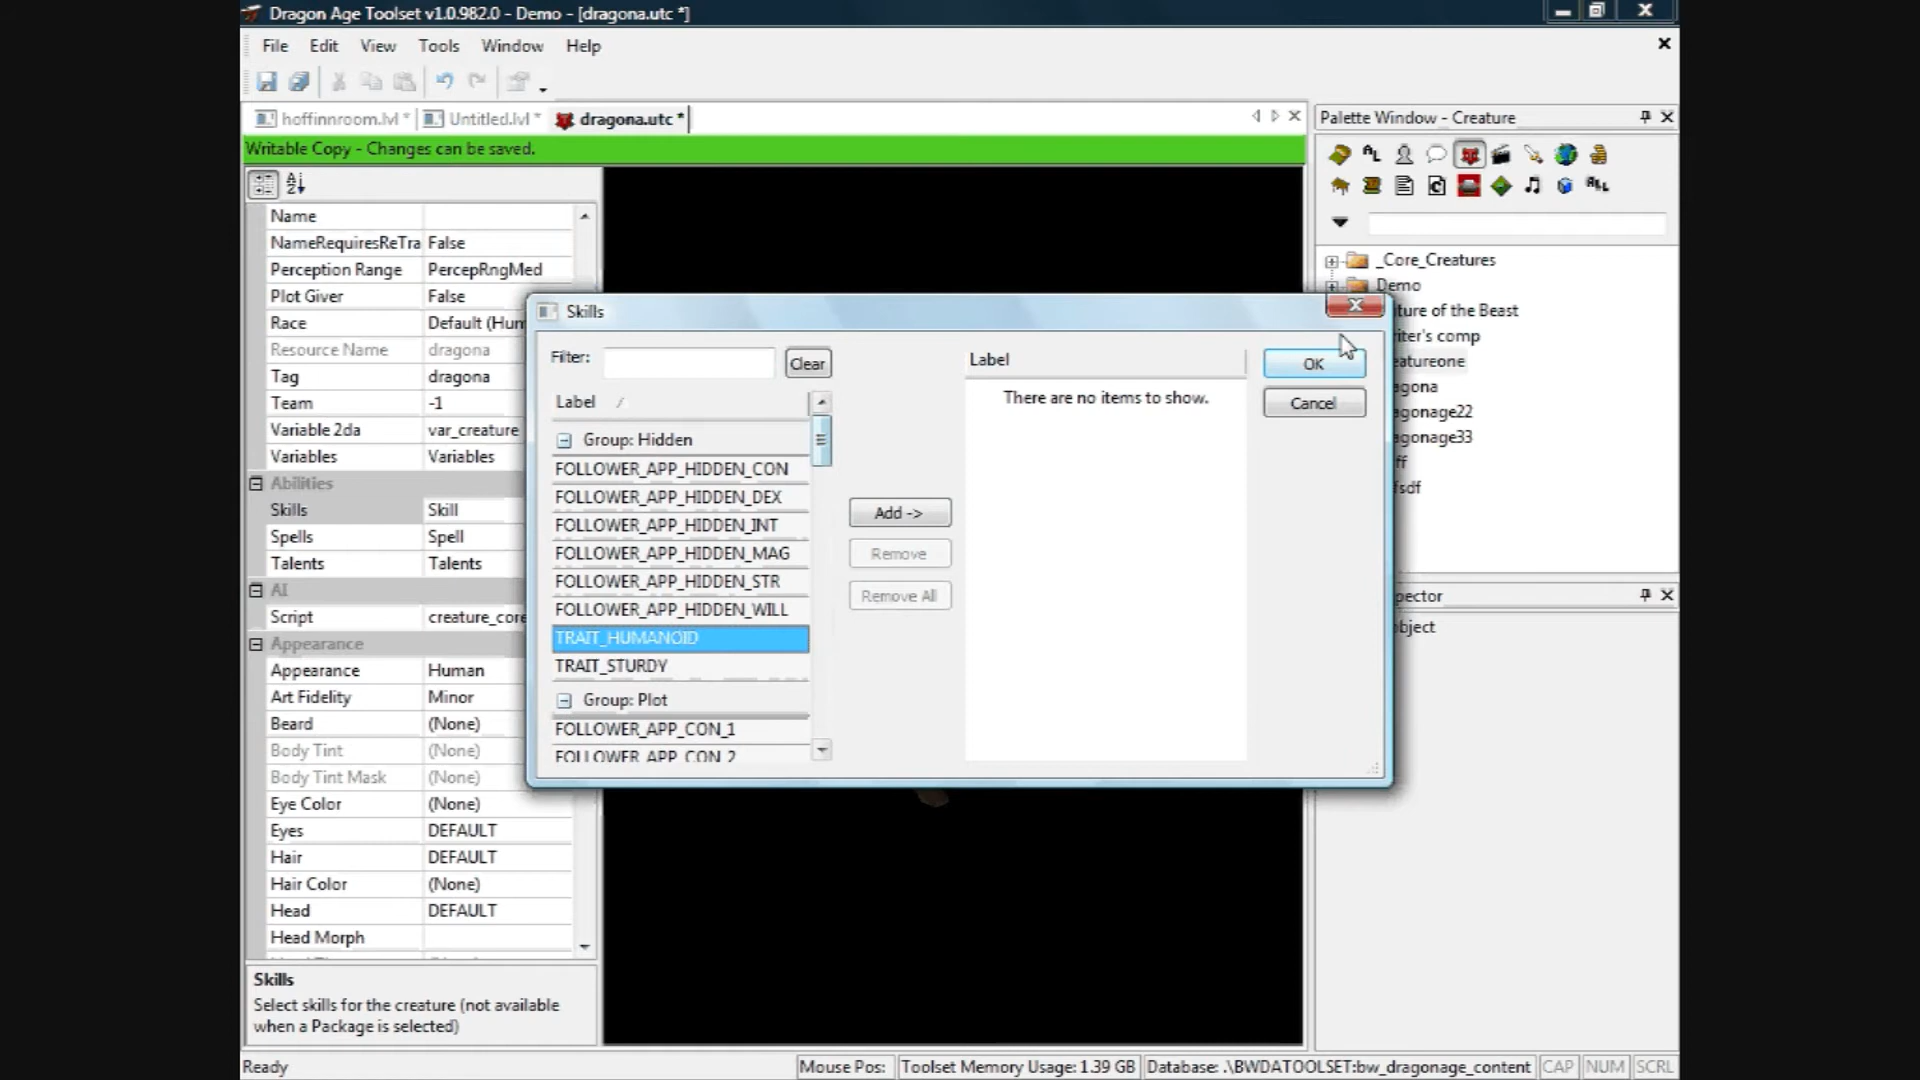 Dragon Age Toolset v1.0.982.0 - Demo - [dragona.utc *]
File Edit View Tools Window Help
hoffinnroom.lvl * Untitled.lvl * dragona.utc *
Writable Copy - Changes can be saved.
Name
NameRequiresReTra False
Perception Range PercepRngMed
Plot Giver False
Race Default (Hum
Resource Name dragona
Tag dragona
Team -1
Variable 2da var_creature
Variables Variables
Abilities
Skills Skill
Spells Spell
Talents Talents
AI
Script creature_core
Appearance
Appearance Human
Art Fidelity Minor
Beard (None)
Body Tint (None)
Body Tint Mask (None)
Eye Color (None)
Eyes DEFAULT
Hair DEFAULT
Hair Color (None)
Head DEFAULT
Head Morph
Skills
Select skills for the creature (not available
when a Package is selected)
Skills
Filter: Clear
Label
Group: Hidden
FOLLOWER_APP_HIDDEN_CON
FOLLOWER_APP_HIDDEN_DEX
FOLLOWER_APP_HIDDEN_INT
FOLLOWER_APP_HIDDEN_MAG
FOLLOWER_APP_HIDDEN_STR
FOLLOWER_APP_HIDDEN_WILL
TRAIT_HUMANOID
TRAIT_STURDY
Group: Plot
FOLLOWER_APP_CON_1
FOLLOWER_APP_CON_2
Add ->
Remove
Remove All
Label
There are no items to show.
OK
Cancel
Palette Window - Creature
_Core_Creatures
Demo
ture of the Beast
riter's comp
eatureone
agona
agonage22
agonage33
ff
fsdf
pector
bject
Ready
Mouse Pos: Toolset Memory Usage: 1.39 GB Database: .\BWDATOOLSET:bw_dragonage_content CAP NUM SCRL